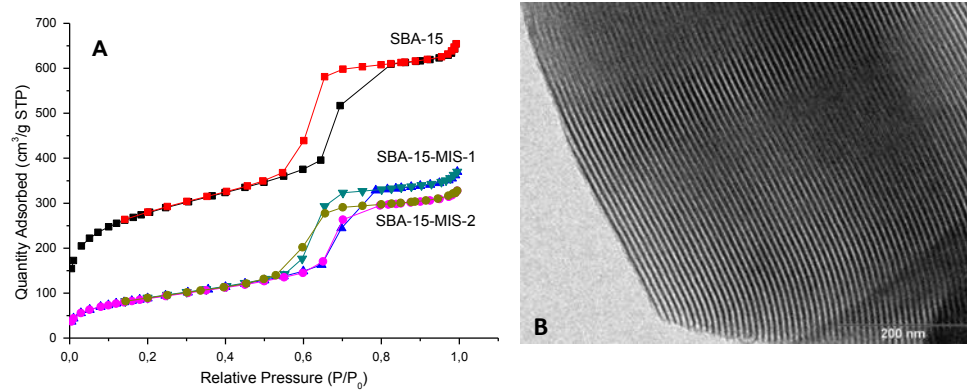 A
SBA-15
SBA-15-MIS-1
SBA-15-MIS-2
Quantity Adsorbed (cm³/g STP)
700
600
500
400
300
200
100
0
0,0 0,2 0,4 0,6 0,8 1,0
Relative Pressure (P/P₀)
B
200 nm